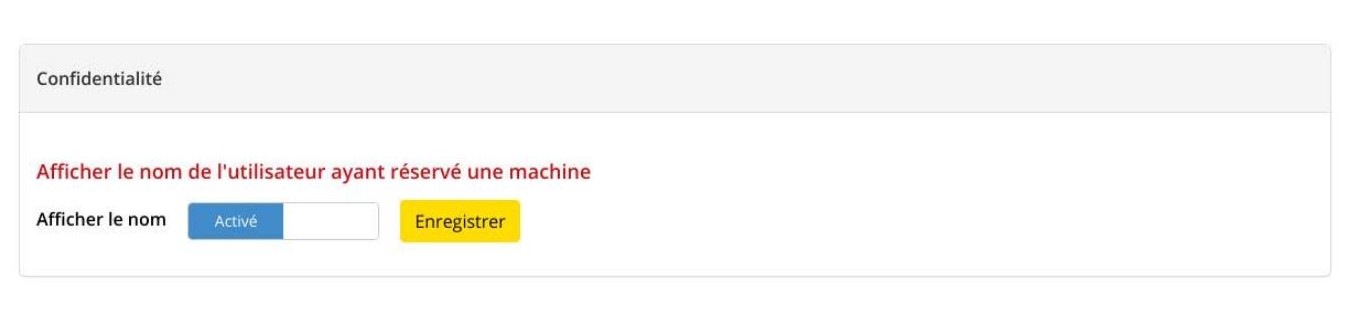 Confidentialité
Afficher le nom de l'utilisateur ayant réservé une machine
Afficher le nom Activé Enregistrer